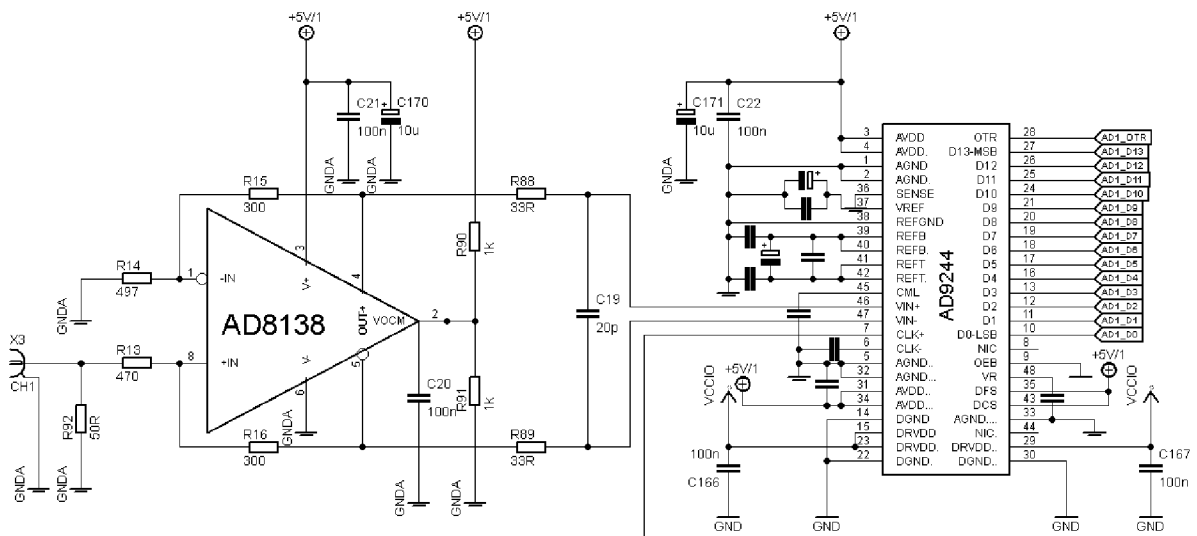 +5V/1
+5V/1
+5V/1
C21
100n
C170
10u
GNDA
GNDA
C171
10u
C22
100n
GNDA
R15
300
R88
33R
R14
497
GNDA
R90
1k
1
-IN
3
V+
4
OUT+
AD8138
VOCM
2
C19
20p
X3
CH1
R13
470
8
+IN
V-
6
5
GNDA
R92
50R
C20
100n
R91
1k
R16
300
R89
33R
GNDA
GNDA
GNDA
GNDA
AD9244
3 AVDD OTR 28 AD1_OTR
4 AVDD. D13-MSB 27 AD1_D13
1 AGND D12 26 AD1_D12
2 AGND. D11 25 AD1_D11
36 SENSE D10 24 AD1_D10
37 VREF D9 21 AD1_D9
38 REFGND D8 20 AD1_D8
39 REFB D7 19 AD1_D7
40 REFB. D6 18 AD1_D6
41 REFT D5 17 AD1_D5
42 REFT. D4 16 AD1_D4
45 CML D3 13 AD1_D3
46 VIN+ D2 12 AD1_D2
47 VIN- D1 11 AD1_D1
7 CLK+ D0-LSB 10 AD1_D0
6 CLK- NIC 8
5 AGND.. OEB 9
32 AGND... VR 48
31 AVDD.. DFS 35
34 AVDD... DCS 43
14 DGND AGND.... 33
15 DRVDD NIC. 44
23 DRVDD. DRVDD.. 29
22 DGND. DGND.. 30
VCCIO
+5V/1
+5V/1
VCCIO
100n
C166
C167
100n
GND
GND
GND
GND